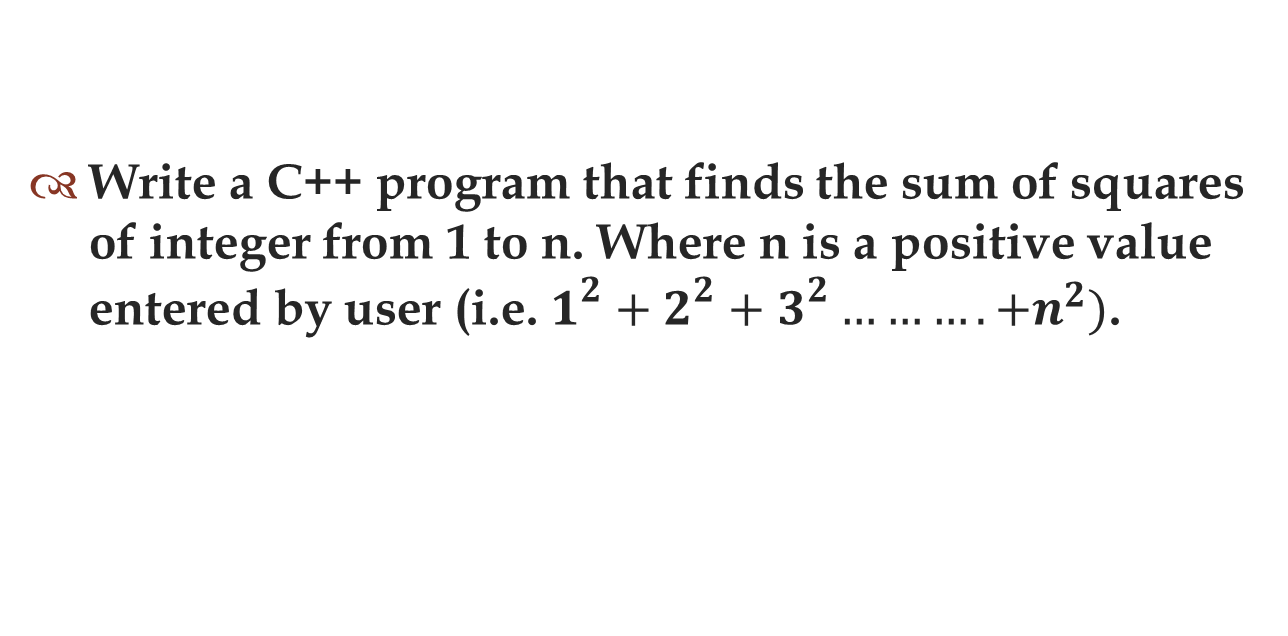 Write a C++ program that finds the sum of squares
of integer from 1 to n. Where n is a positive value
entered by user (i.e. 1² + 2² + 3² … … … . +n²).